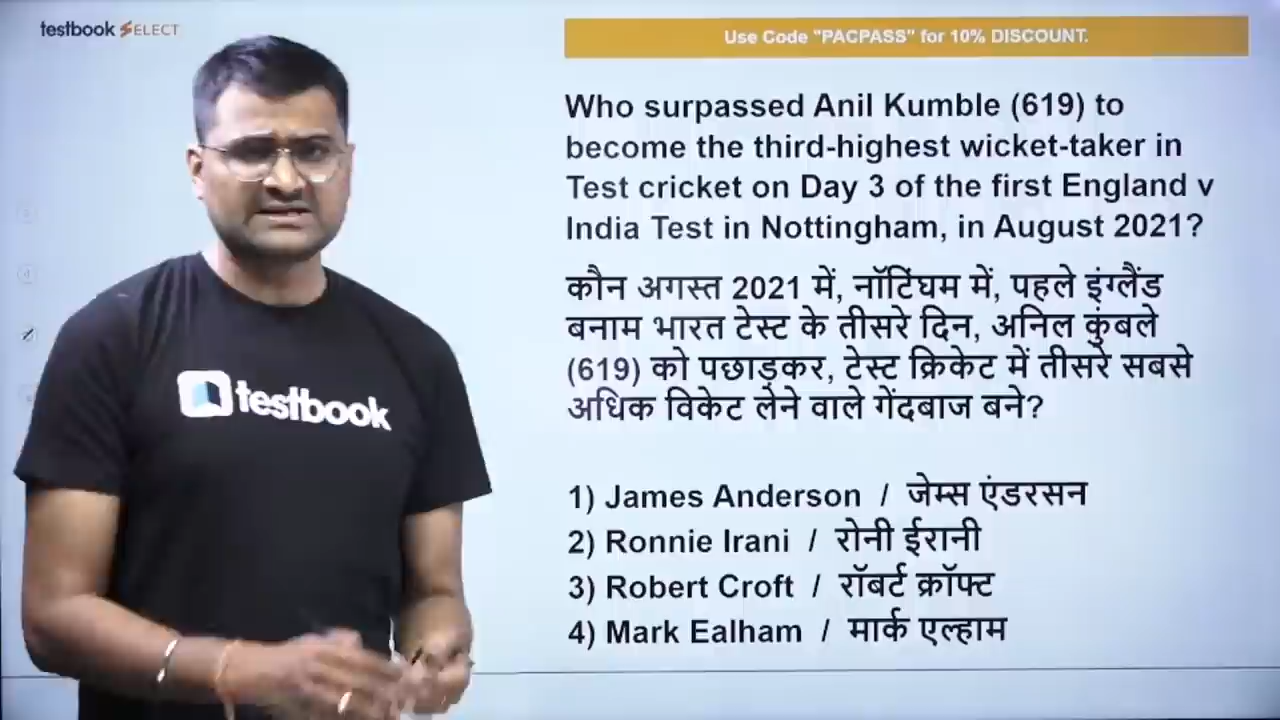 testbook SELECT
Use Code "PACPASS" for 10% DISCOUNT.
Who surpassed Anil Kumble (619) to
become the third-highest wicket-taker in
Test cricket on Day 3 of the first England v
India Test in Nottingham, in August 2021?
कौन अगस्त 2021 में, नॉटिंघम में, पहले इंग्लैंड
बनाम भारत टेस्ट के तीसरे दिन, अनिल कुंबले
(619) को पछाड़कर, टेस्ट क्रिकेट में तीसरे सबसे
अधिक विकेट लेने वाले गेंदबाज बने?
1) James Anderson / जेम्स एंडरसन
2) Ronnie Irani / रोनी ईरानी
3) Robert Croft / रॉबर्ट क्रॉफ्ट
4) Mark Ealham / मार्क एल्हाम
testbook